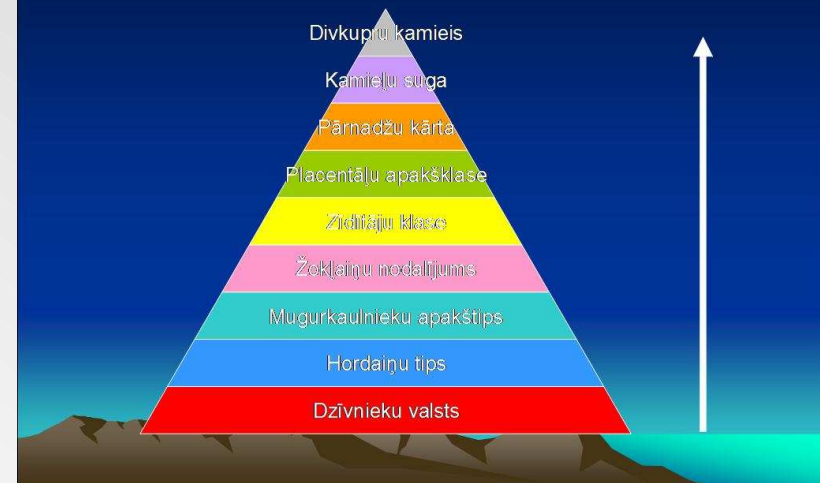 Divkupru kamieis
Kamieļu suga
Pārnadžu kārta
Placentāļu apakšklase
Zīdītāju klase
Žokļaiņu nodalījums
Mugurkaulnieku apakštips
Hordaiņu tips
Dzīvnieku valsts